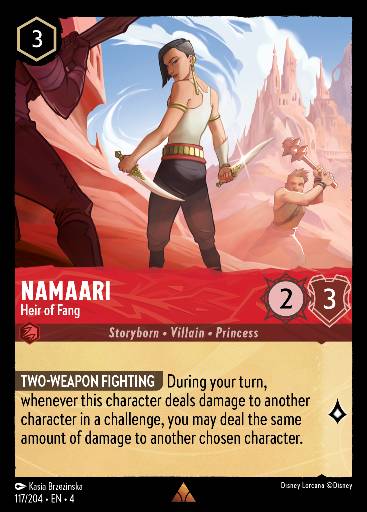 3
NAMAARI
Heir of Fang
2
3
Storyborn • Villain • Princess
TWO-WEAPON FIGHTING During your turn,
whenever this character deals damage to another
character in a challenge, you may deal the same
amount of damage to another chosen character.
Kasia Brzezinska
Disney Lorcana ©Disney
117/204 • EN • 4